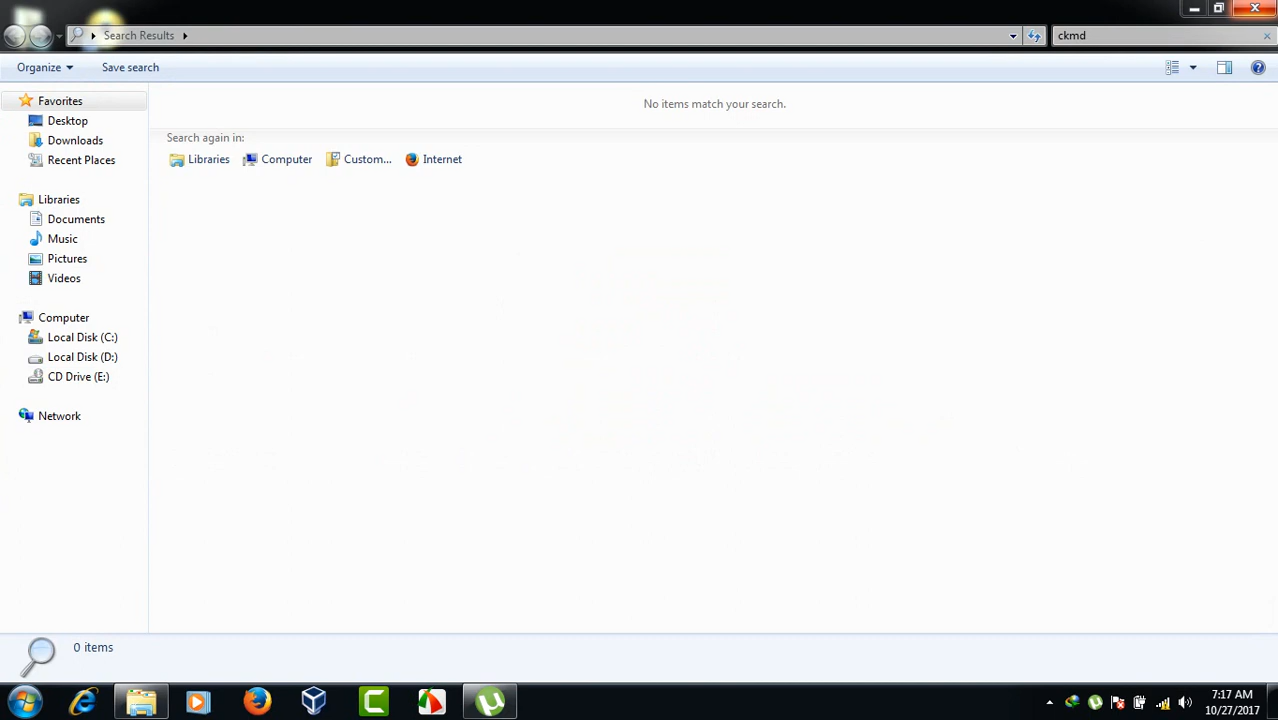 Search Results
ckmd
Organize
Save search
Favorites
Desktop
Downloads
Recent Places
Libraries
Documents
Music
Pictures
Videos
Computer
Local Disk (C:)
Local Disk (D:)
CD Drive (E:)
Network
No items match your search.
Search again in:
Libraries Computer Custom... Internet
0 items
7:17 AM
10/27/2017